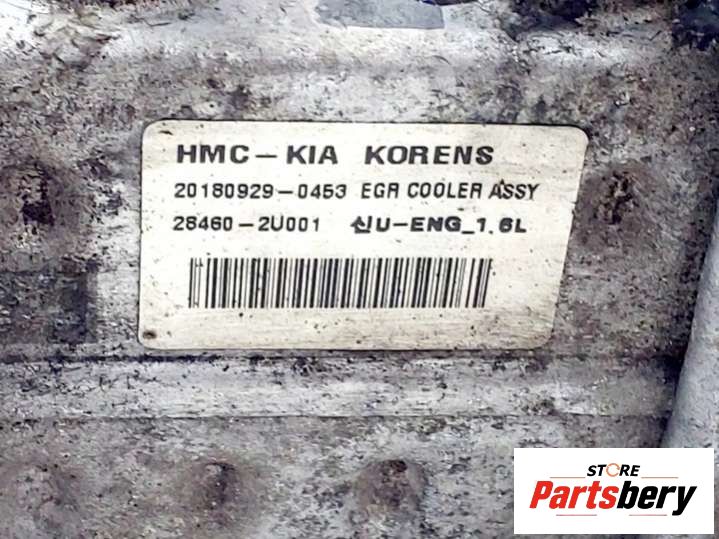 HMC-KIA KORENS
20180929-0453 EGR COOLER ASSY
28460-2U001 신U-ENG_1.6L
STORE
Partsbery